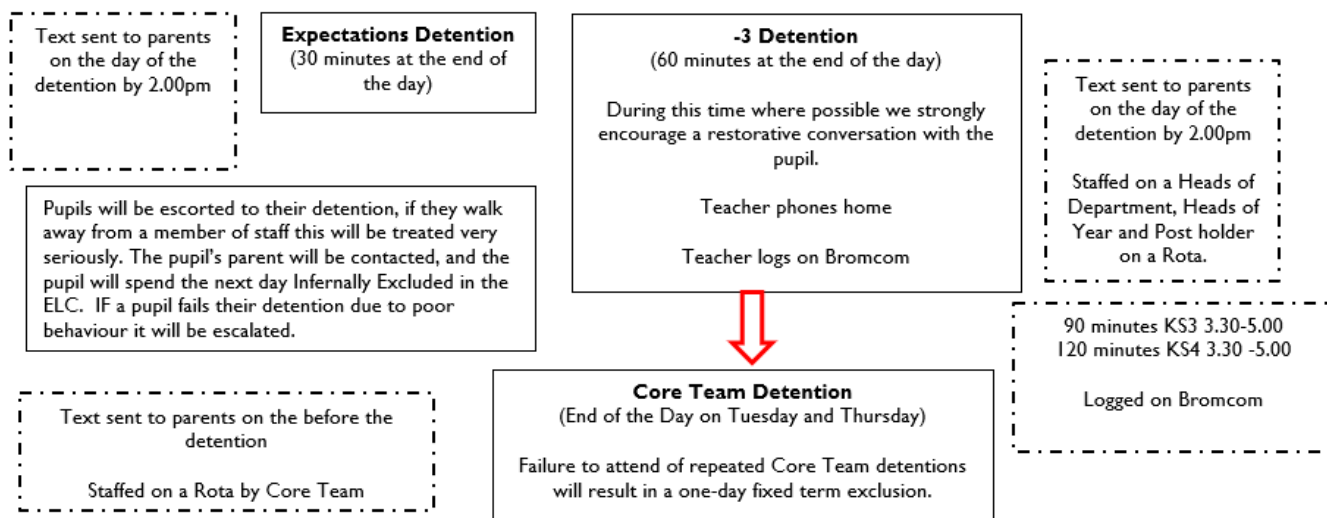 Text sent to parents
on the day of the
detention by 2.00pm
Expectations Detention
(30 minutes at the end of
the day)
-3 Detention
(60 minutes at the end of the day)
During this time where possible we strongly
encourage a restorative conversation with the
pupil.
Teacher phones home
Teacher logs on Bromcom
Text sent to parents
on the day of the
detention by 2.00pm
Staffed on a Heads of
Department, Heads of
Year and Post holder
on a Rota.
Pupils will be escorted to their detention, if they walk
away from a member of staff this will be treated very
seriously. The pupil's parent will be contacted, and the
pupil will spend the next day Infernally Excluded in the
ELC.  IF a pupil fails their detention due to poor
behaviour it will be escalated.
90 minutes KS3 3.30-5.00
120 minutes KS4 3.30 -5.00
Logged on Bromcom
Text sent to parents on the before the
detention
Staffed on a Rota by Core Team
Core Team Detention
(End of the Day on Tuesday and Thursday)
Failure to attend of repeated Core Team detentions
will result in a one-day fixed term exclusion.